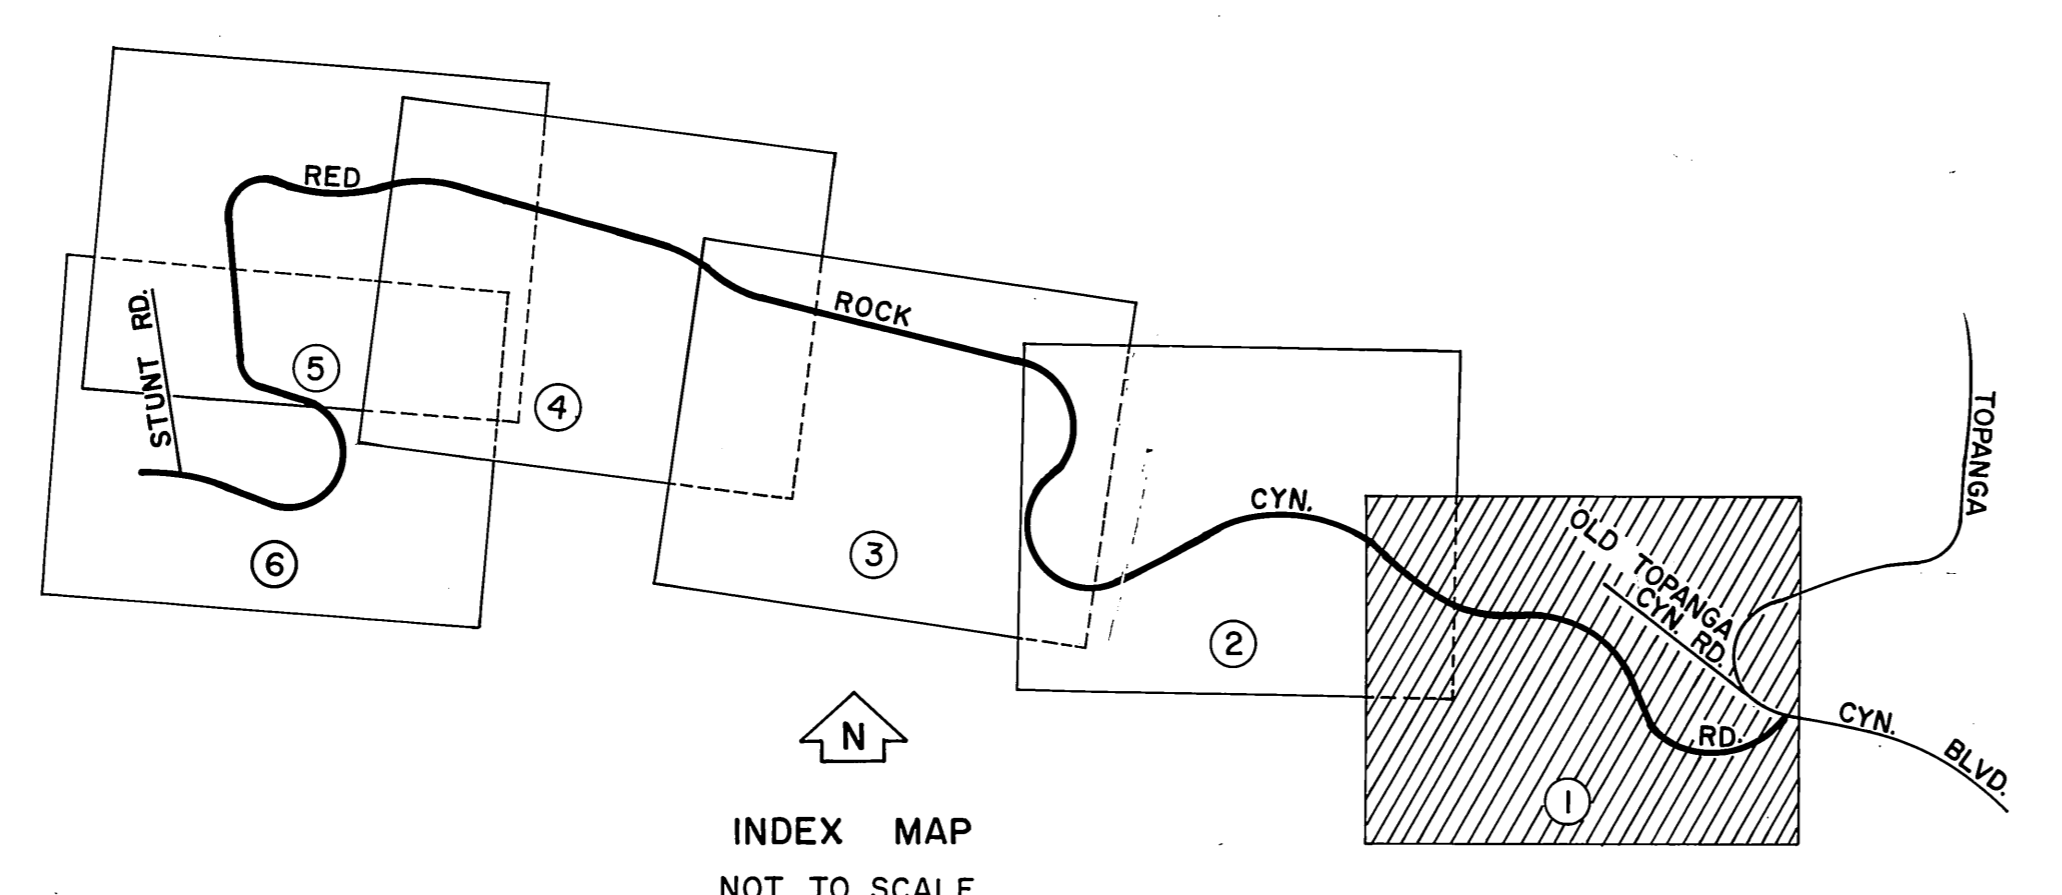 RED
ROCK
CYN.
RD.
STUNT RD.
OLD TOPANGA
CYN. RD.
TOPANGA
CYN.
BLVD.
5
4
6
3
2
1
N
INDEX MAP
NOT TO SCALE